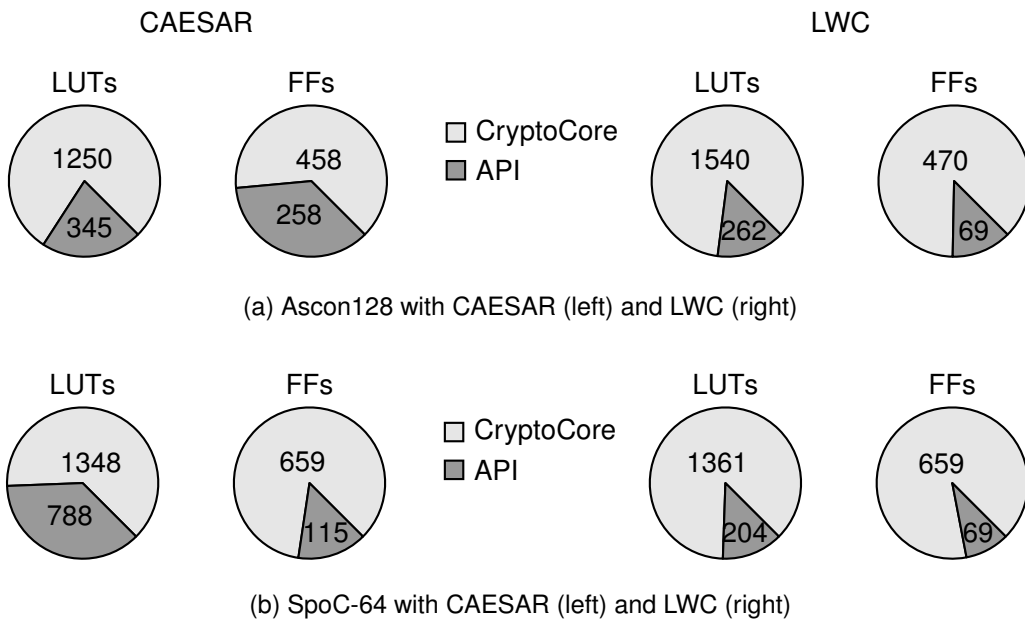 CAESAR LWC
LUTs FFs LUTs FFs
1250 458 CryptoCore 1540 470
345 258 API 262 69
(a) Ascon128 with CAESAR (left) and LWC (right)
LUTs FFs LUTs FFs
1348 659 CryptoCore 1361 659
788 115 API 204 69
(b) SpoC-64 with CAESAR (left) and LWC (right)